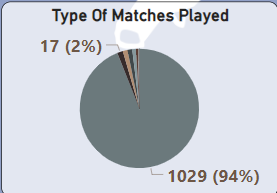 Type Of Matches Played
17 (2%)
1029 (94%)